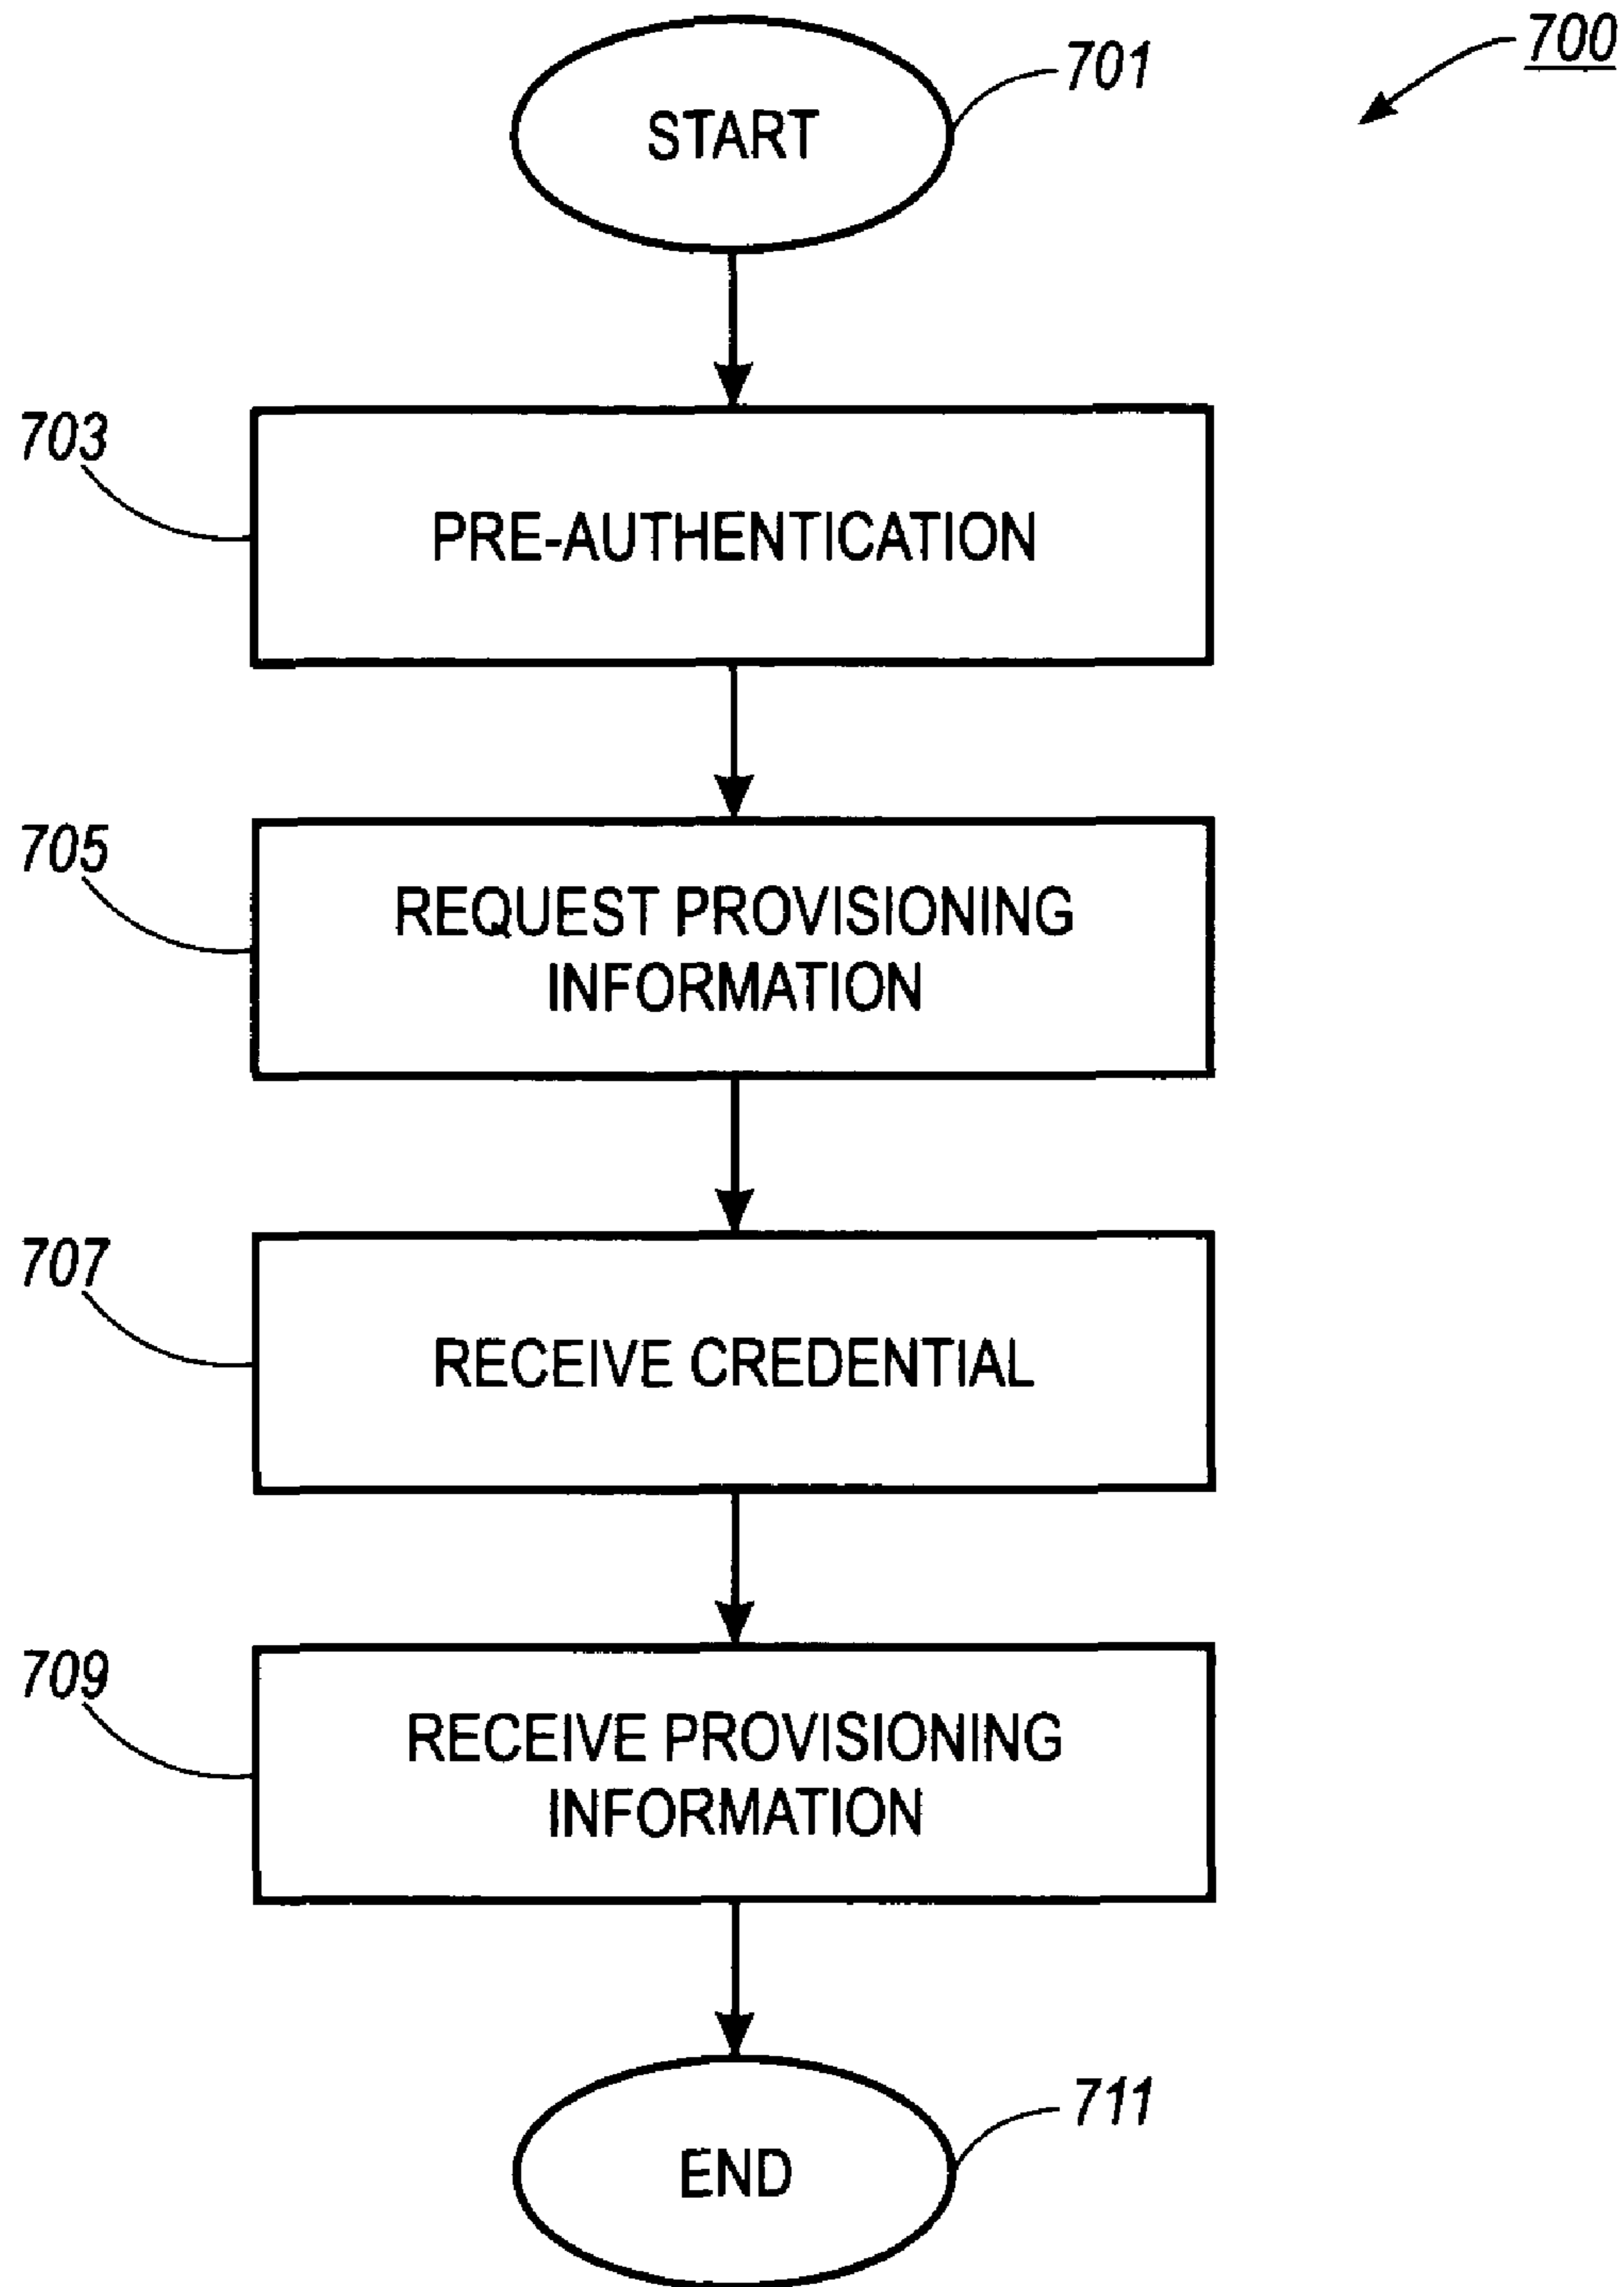 700
701
START
703
PRE-AUTHENTICATION
705
REQUEST PROVISIONING
INFORMATION
707
RECEIVE CREDENTIAL
709
RECEIVE PROVISIONING
INFORMATION
711
END